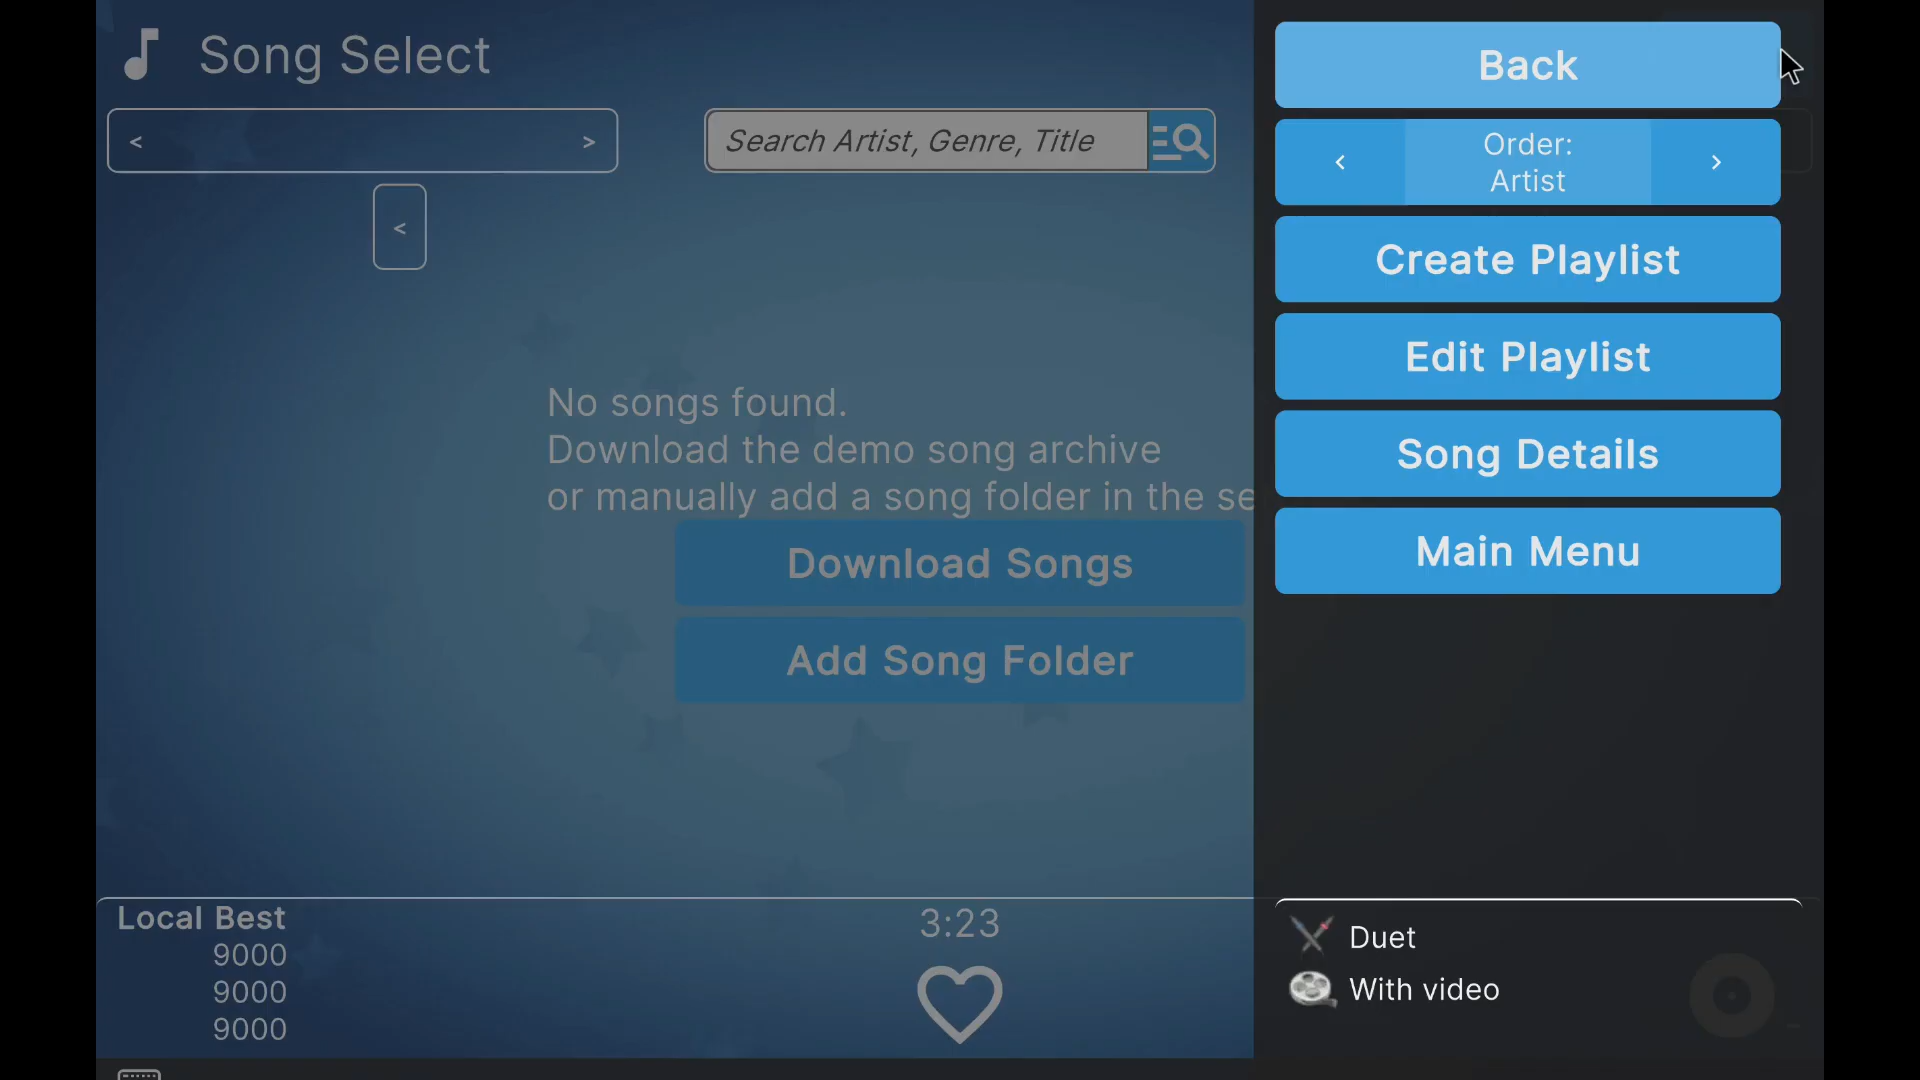 Song Select
< >
Search Artist, Genre, Title
<
No songs found.
Download the demo song archive
or manually add a song folder in the se
Download Songs
Add Song Folder
Local Best
9000
9000
9000
3:23
Back
< Order: >
Artist
Create Playlist
Edit Playlist
Song Details
Main Menu
Duet
With video